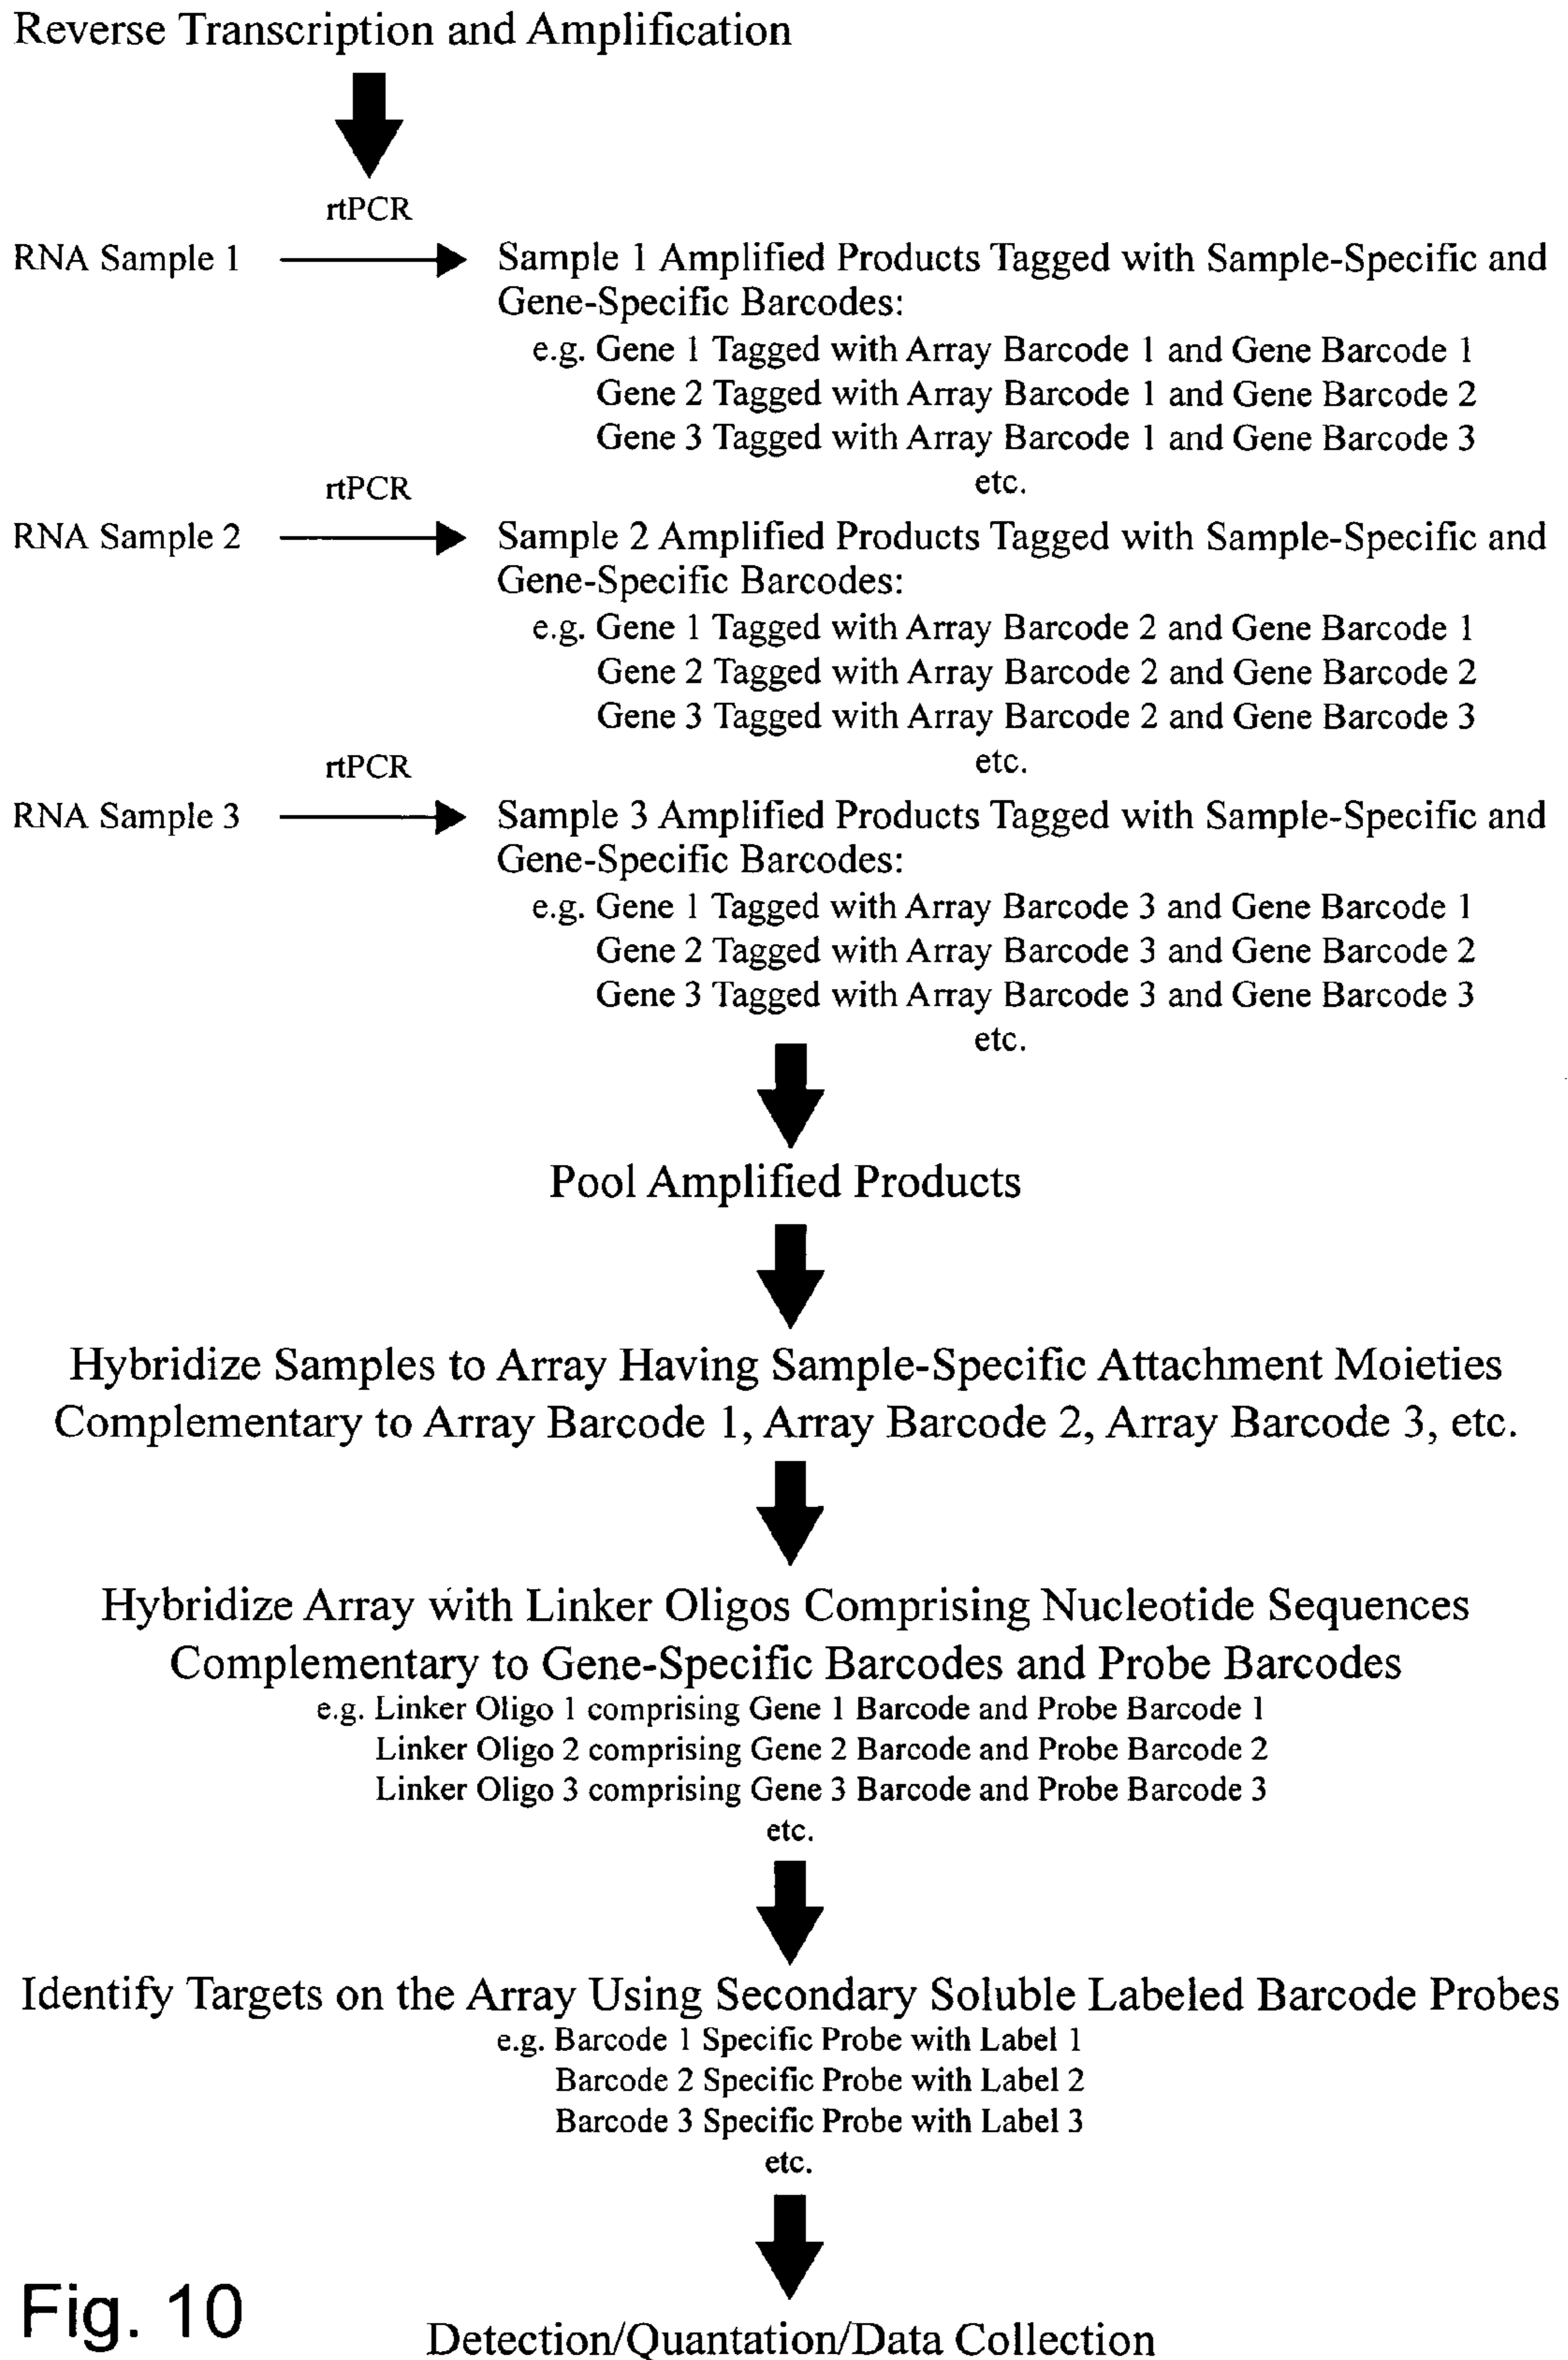 Reverse Transcription and Amplification
rtPCR
RNA Sample 1
Sample 1 Amplified Products Tagged with Sample-Specific and
Gene-Specific Barcodes:
e.g. Gene 1 Tagged with Array Barcode 1 and Gene Barcode 1
Gene 2 Tagged with Array Barcode 1 and Gene Barcode 2
Gene 3 Tagged with Array Barcode 1 and Gene Barcode 3
etc.
rtPCR
RNA Sample 2
Sample 2 Amplified Products Tagged with Sample-Specific and
Gene-Specific Barcodes:
e.g. Gene 1 Tagged with Array Barcode 2 and Gene Barcode 1
Gene 2 Tagged with Array Barcode 2 and Gene Barcode 2
Gene 3 Tagged with Array Barcode 2 and Gene Barcode 3
etc.
rtPCR
RNA Sample 3
Sample 3 Amplified Products Tagged with Sample-Specific and
Gene-Specific Barcodes:
e.g. Gene 1 Tagged with Array Barcode 3 and Gene Barcode 1
Gene 2 Tagged with Array Barcode 3 and Gene Barcode 2
Gene 3 Tagged with Array Barcode 3 and Gene Barcode 3
etc.
Pool Amplified Products
Hybridize Samples to Array Having Sample-Specific Attachment Moieties
Complementary to Array Barcode 1, Array Barcode 2, Array Barcode 3, etc.
Hybridize Array with Linker Oligos Comprising Nucleotide Sequences
Complementary to Gene-Specific Barcodes and Probe Barcodes
e.g. Linker Oligo 1 comprising Gene 1 Barcode and Probe Barcode 1
Linker Oligo 2 comprising Gene 2 Barcode and Probe Barcode 2
Linker Oligo 3 comprising Gene 3 Barcode and Probe Barcode 3
etc.
Identify Targets on the Array Using Secondary Soluble Labeled Barcode Probes
e.g. Barcode 1 Specific Probe with Label 1
Barcode 2 Specific Probe with Label 2
Barcode 3 Specific Probe with Label 3
etc.
Detection/Quantation/Data Collection
Fig. 10